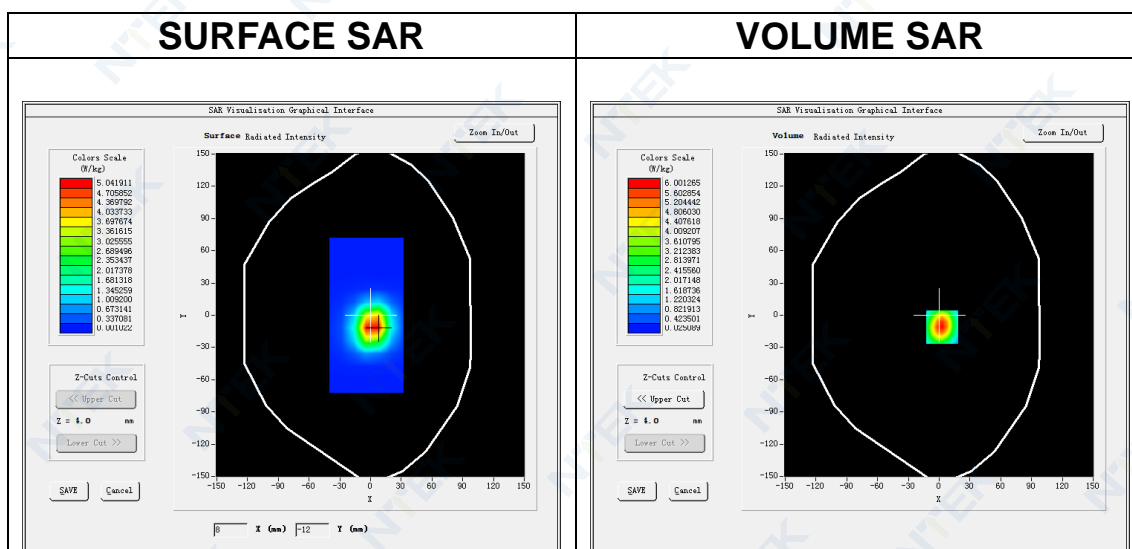 SURFACE SAR
VOLUME SAR
SAR Visualisation Graphical Interface
Surface Radiated Intensity
Zoom In/Out
Colors Scale
(W/kg)
5.041911
4.705852
4.369792
4.033733
3.697674
3.361615
3.025555
2.689496
2.353437
2.017378
1.681318
1.345259
1.009200
0.673141
0.337081
0.001022
150
120
90
60
30
0
-30
-60
-90
-120
-150
Y
-150 -120 -90 -60 -30 0 30 60 90 120 150
X
Z-Cuts Control
<< Upper Cut
Z = 4.0 mm
Lower Cut >>
SAVE
Cancel
8 X (mm) -12 Y (mm)
SAR Visualisation Graphical Interface
Volume Radiated Intensity
Zoom In/Out
Colors Scale
(W/kg)
6.001265
5.602854
5.204442
4.806030
4.407618
4.009207
3.610795
3.212383
2.813971
2.415560
2.017148
1.618736
1.220324
0.821913
0.423501
0.025089
150
120
90
60
30
0
-30
-60
-90
-120
-150
Y
-150 -120 -90 -60 -30 0 30 60 90 120 150
X
Z-Cuts Control
<< Upper Cut
Z = 4.0 mm
Lower Cut >>
SAVE
Cancel
NTEK